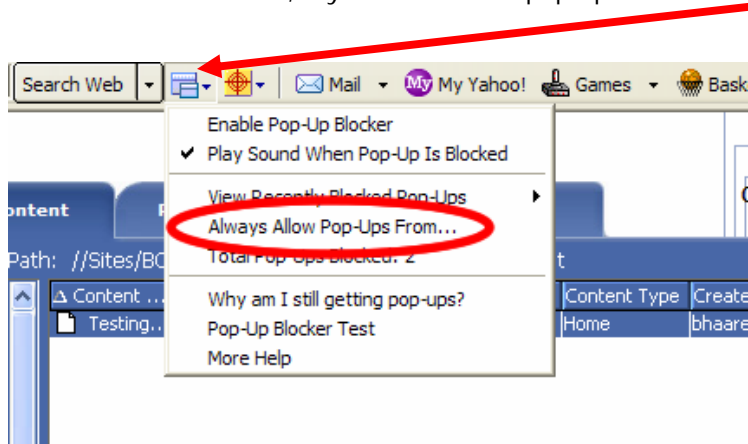 Search Web Mail My Yahoo! Games Bask
Enable Pop-Up Blocker
Play Sound When Pop-Up Is Blocked
View Recently Blocked Pop-Ups
ontent
Always Allow Pop-Ups From...
Total Pop-Ups Blocked: 2
Path: //Sites/BC t
Content ... Content Type Create
Why am I still getting pop-ups?
Testing.. Home bhaare
Pop-Up Blocker Test
More Help